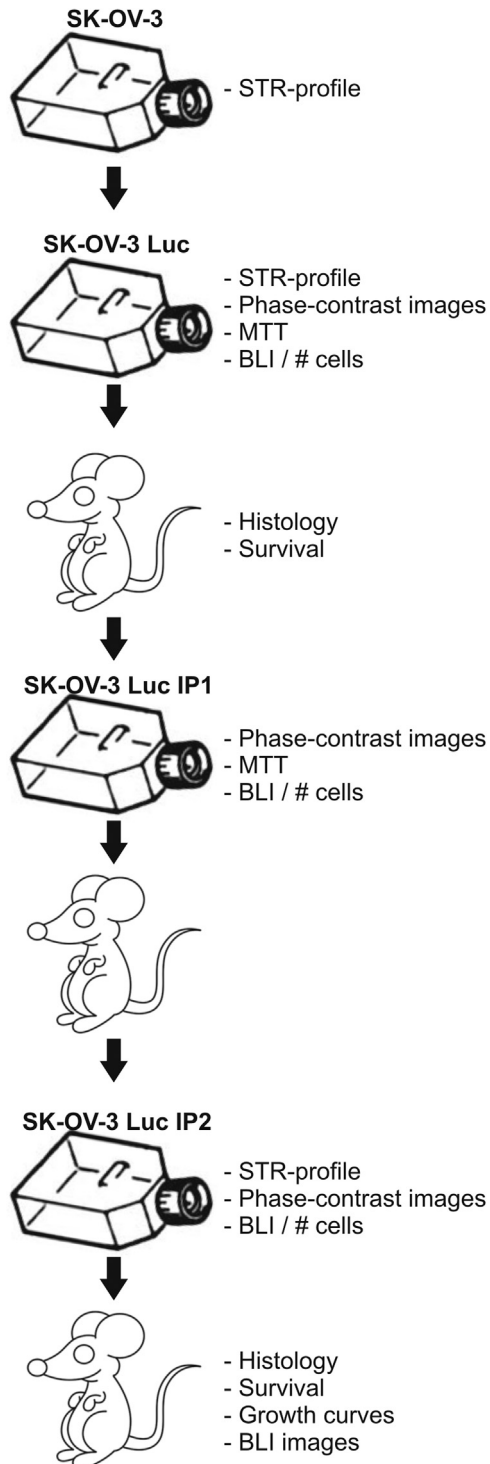 SK-OV-3
- STR-profile
SK-OV-3 Luc
- STR-profile
- Phase-contrast images
- MTT
- BLI / # cells
- Histology
- Survival
SK-OV-3 Luc IP1
- Phase-contrast images
- MTT
- BLI / # cells
SK-OV-3 Luc IP2
- STR-profile
- Phase-contrast images
- BLI / # cells
- Histology
- Survival
- Growth curves
- BLI images